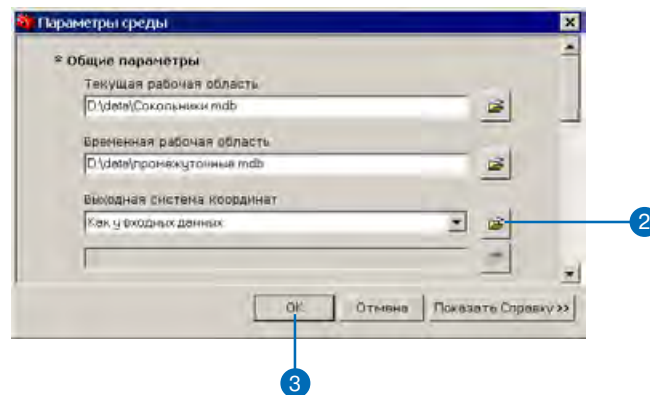 Параметры среды
Общие параметры
Текущая рабочая область
D:\data\Сокольники.mdb
Временная рабочая область
D:\data\промежуточные.mdb
Выходная система координат
Как у входных данных
2
OK
Отмена
Показать Справку >>
3